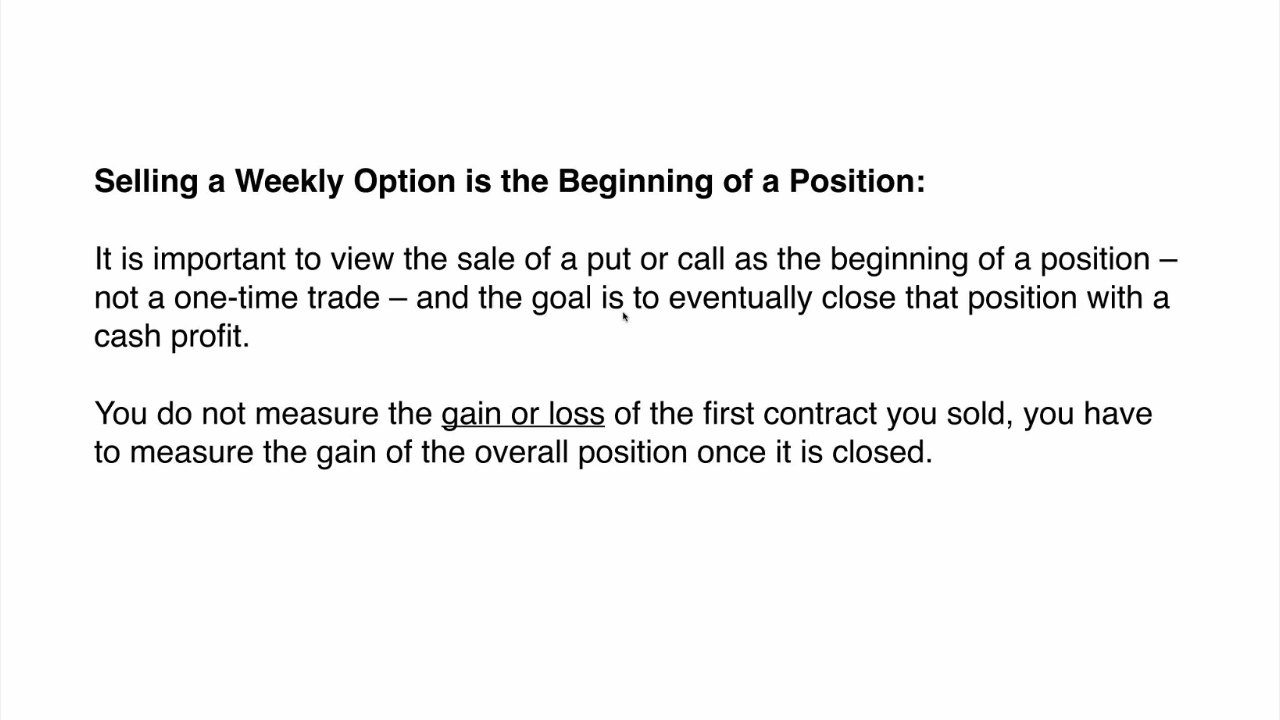 Selling a Weekly Option is the Beginning of a Position:
It is important to view the sale of a put or call as the beginning of a position –
not a one-time trade – and the goal is to eventually close that position with a
cash profit.
You do not measure the gain or loss of the first contract you sold, you have
to measure the gain of the overall position once it is closed.